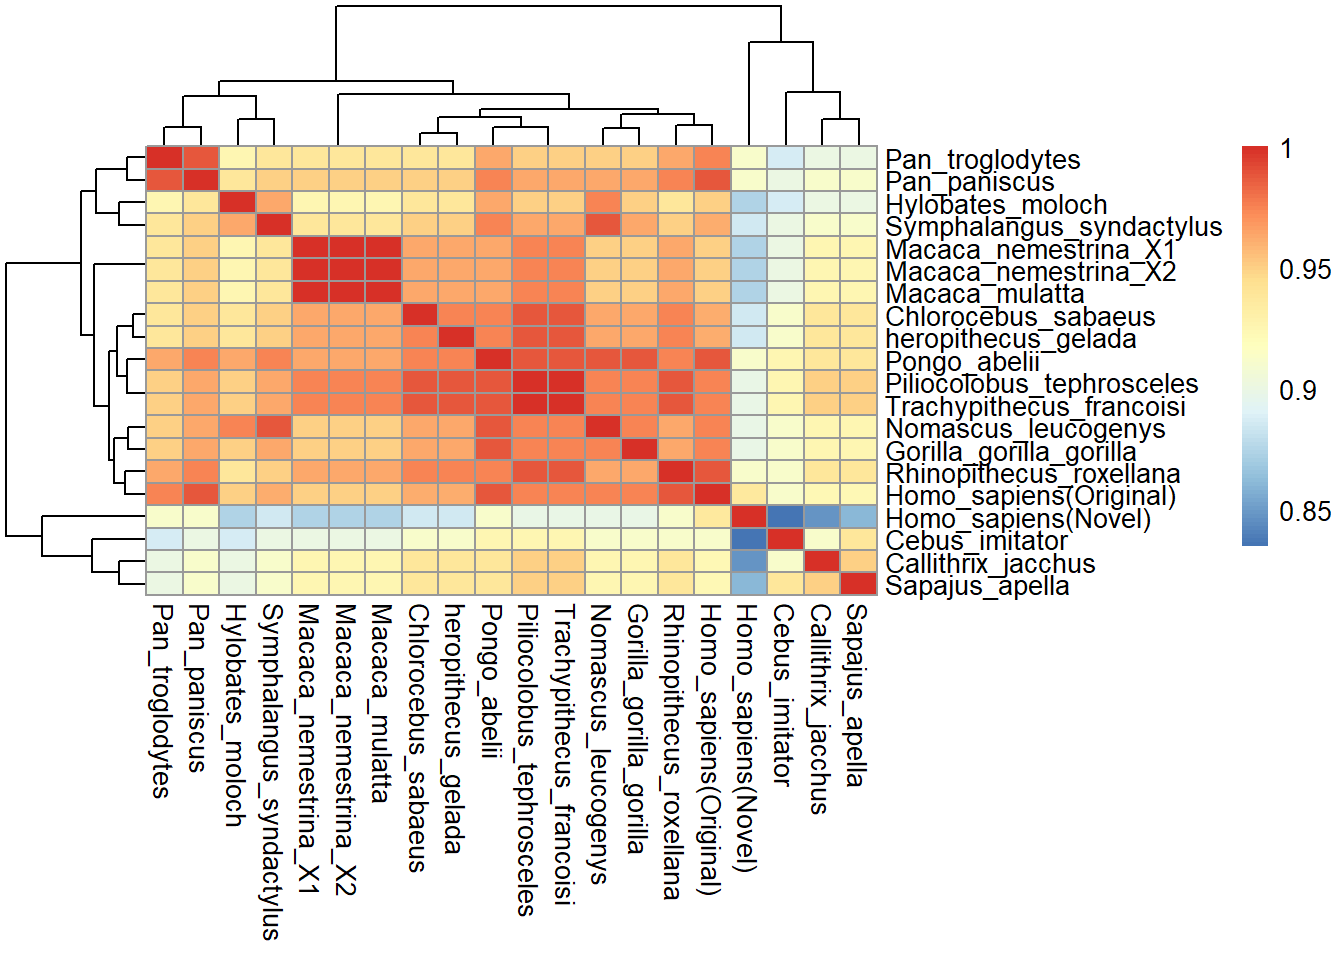 1
0.95
0.9
0.85
Pan_troglodytes
Pan_paniscus
Hylobates_moloch
Symphalangus_syndactylus
Macaca_nemestrina_X1
Macaca_nemestrina_X2
Macaca_mulatta
Chlorocebus_sabaeus
heropithecus_gelada
Pongo_abelii
Piliocolobus_tephrosceles
Trachypithecus_francoisi
Nomascus_leucogenys
Gorilla_gorilla_gorilla
Rhinopithecus_roxellana
Homo_sapiens(Original)
Homo_sapiens(Novel)
Cebus_imitator
Callithrix_jacchus
Sapajus_apella
Pan_troglodytes
Pan_paniscus
Hylobates_moloch
Symphalangus_syndactylus
Macaca_nemestrina_X1
Macaca_nemestrina_X2
Macaca_mulatta
Chlorocebus_sabaeus
heropithecus_gelada
Pongo_abelii
Piliocolobus_tephrosceles
Trachypithecus_francoisi
Nomascus_leucogenys
Gorilla_gorilla_gorilla
Rhinopithecus_roxellana
Homo_sapiens(Original)
Homo_sapiens(Novel)
Cebus_imitator
Callithrix_jacchus
Sapajus_apella